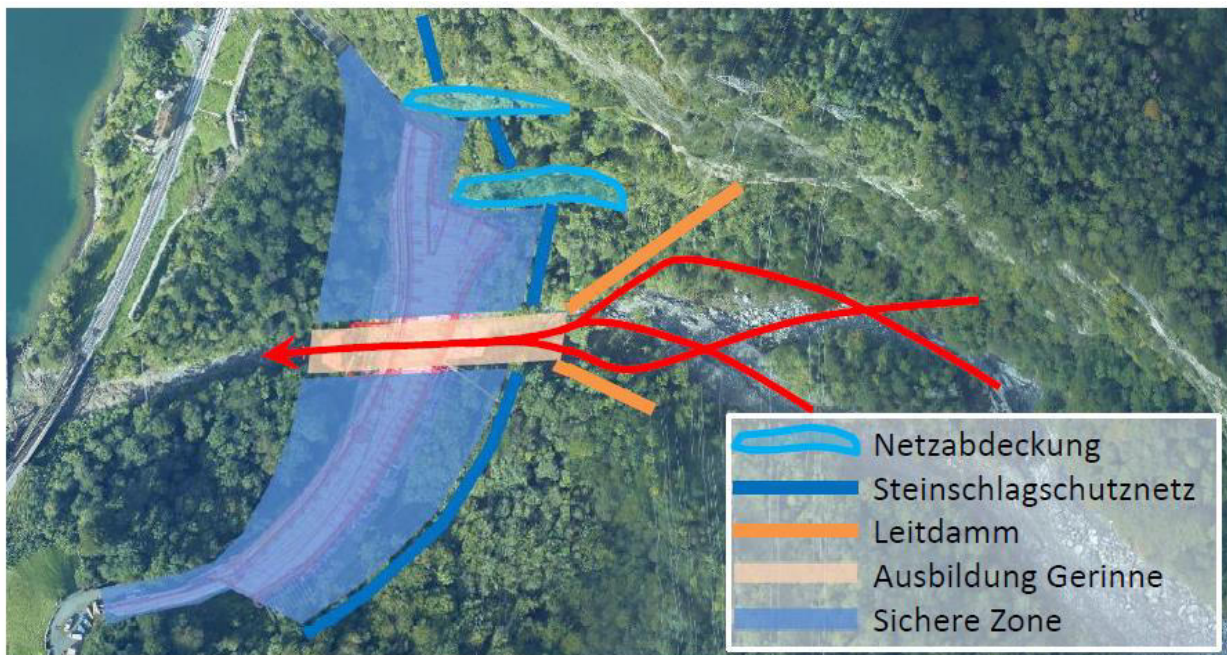 Netzabdeckung
Steinschlagschutznetz
Leitdamm
Ausbildung Gerinne
Sichere Zone